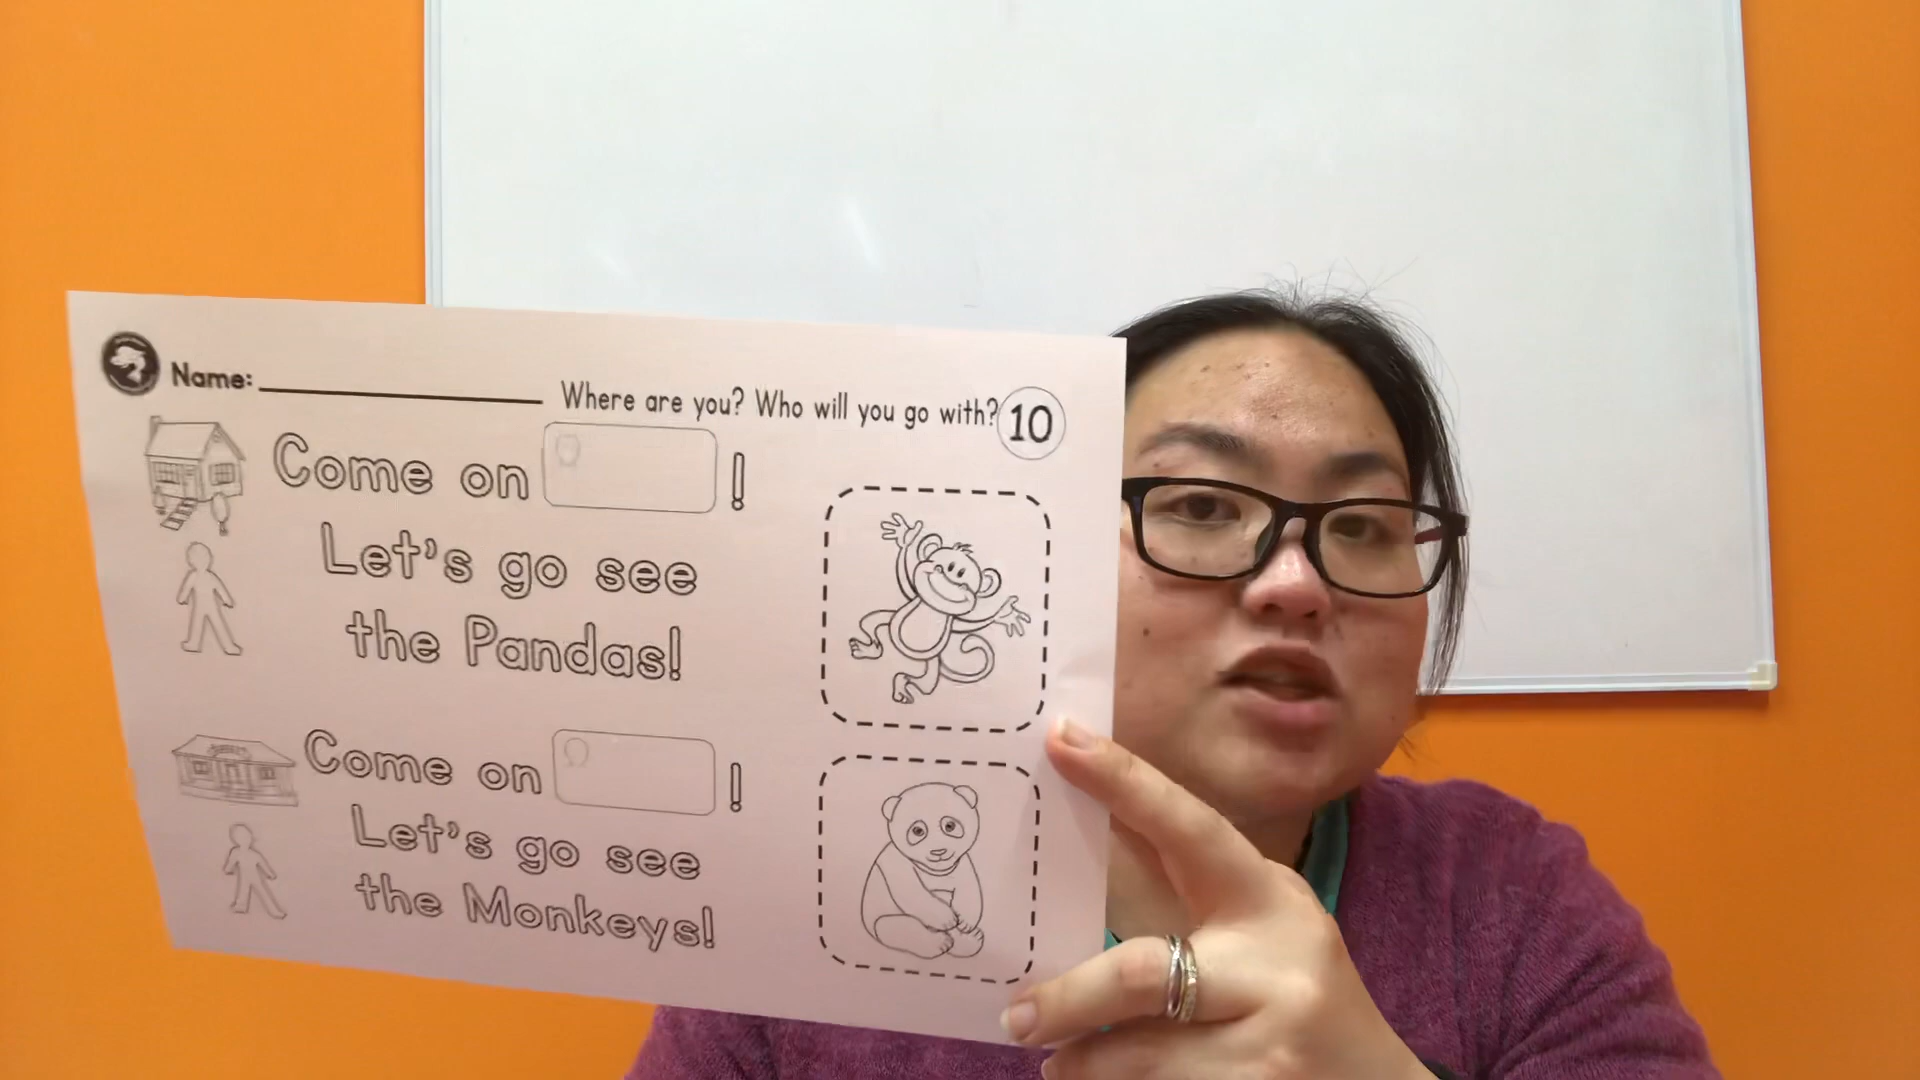 Name: Where are you? Who will you go with? 10
Come on !
Let's go see
the Pandas!
Come on !
Let's go see
the Monkeys!